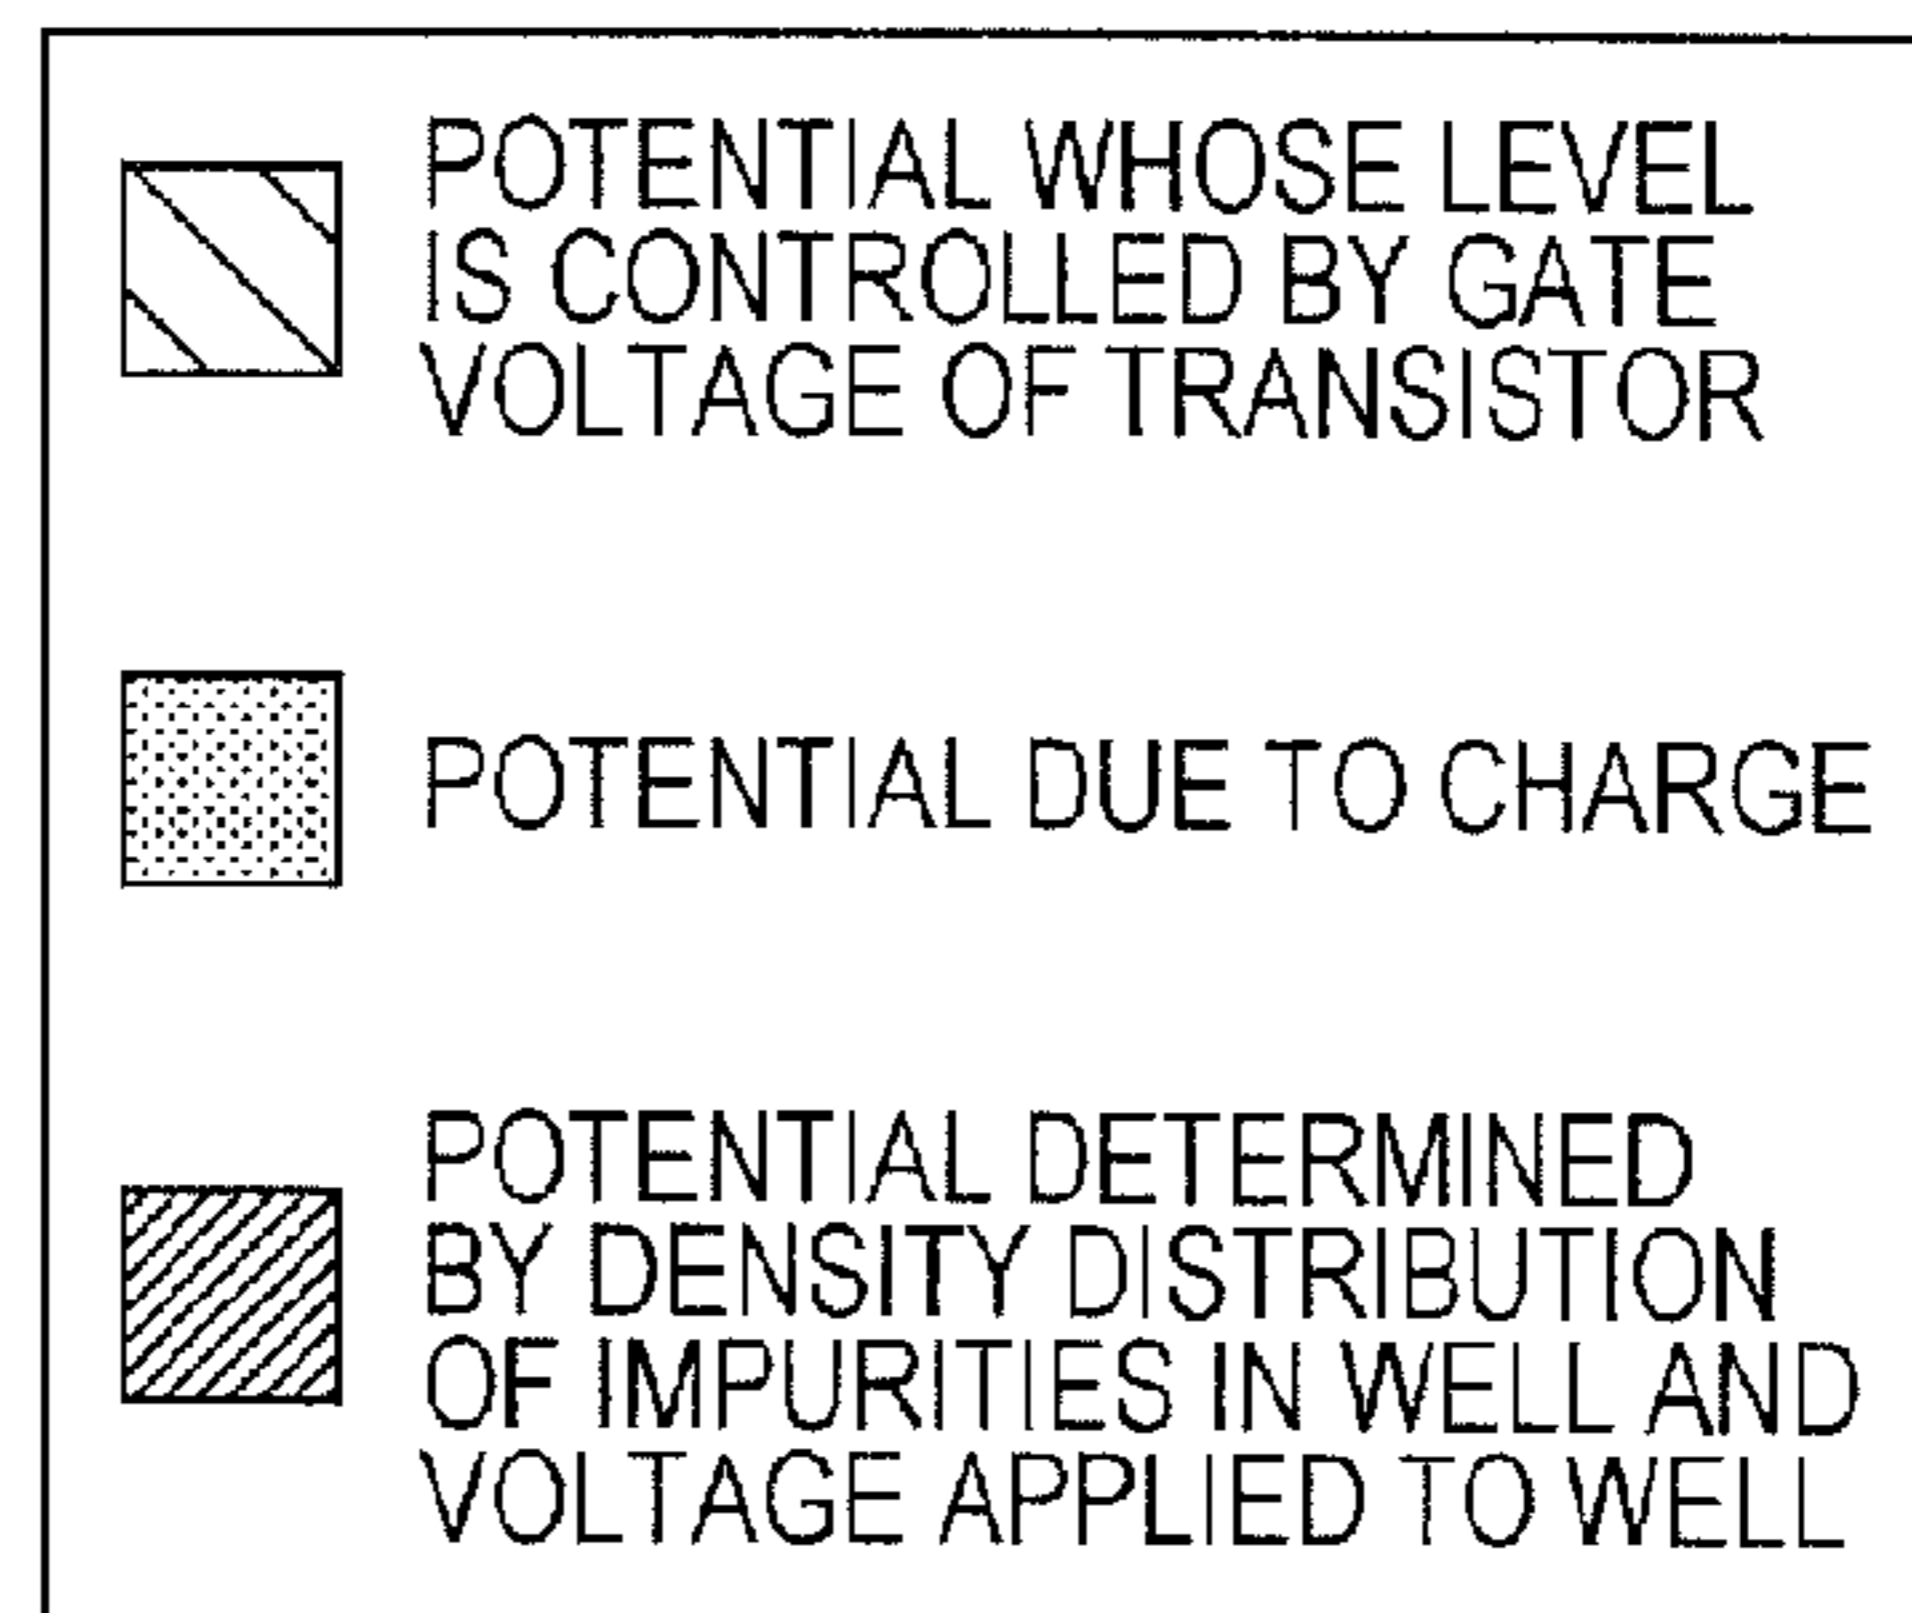 POTENTIAL WHOSE LEVEL
IS CONTROLLED BY GATE
VOLTAGE OF TRANSISTOR
POTENTIAL DUE TO CHARGE
POTENTIAL DETERMINED
BY DENSITY DISTRIBUTION
OF IMPURITIES IN WELL AND
VOLTAGE APPLIED TO WELL